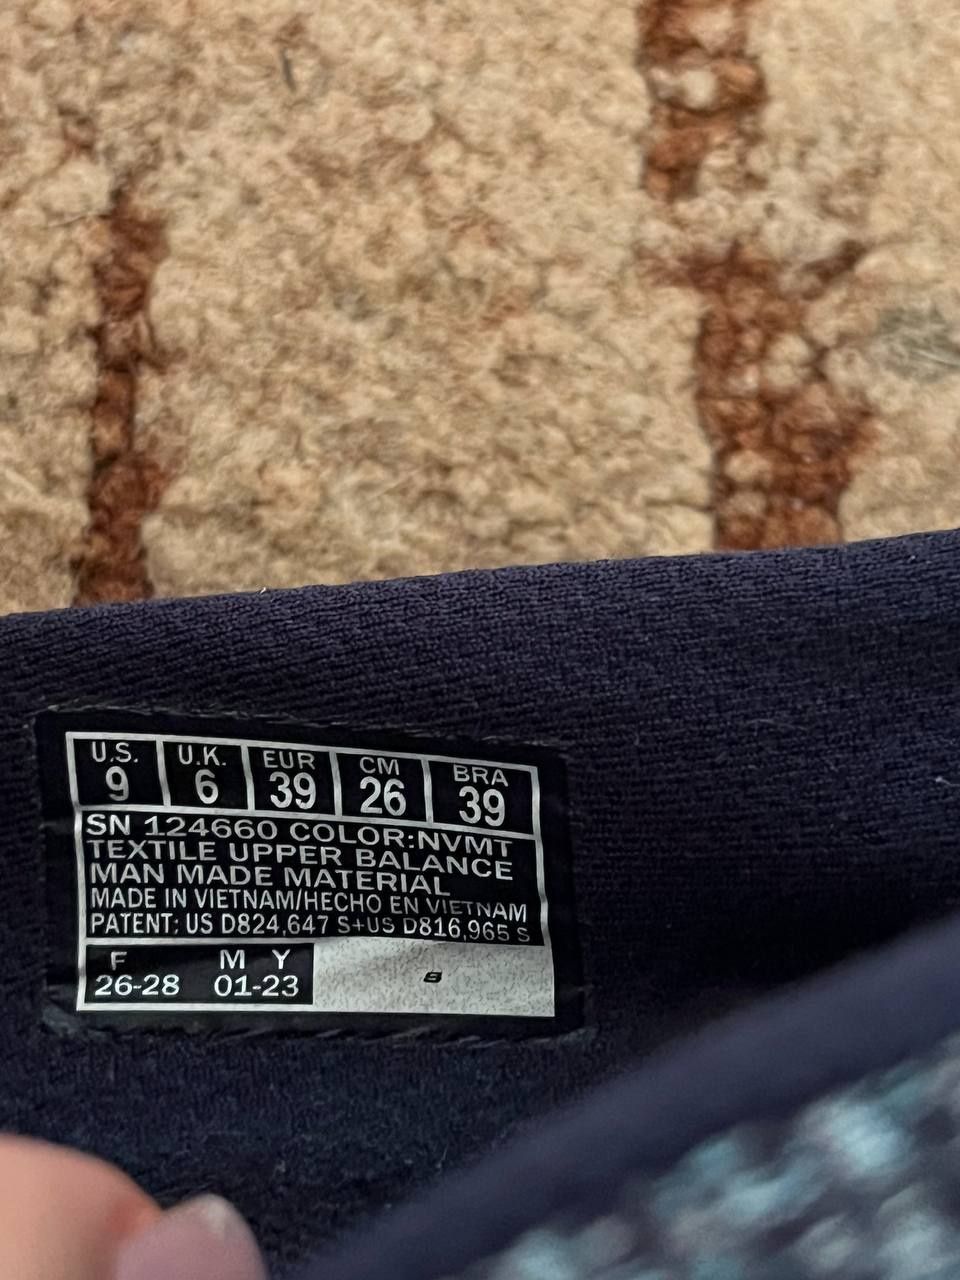 U.S. U.K. EUR CM BRA
9 6 39 26 39
SN 124660 COLOR:NVMT
TEXTILE UPPER BALANCE
MAN MADE MATERIAL
MADE IN VIETNAM/HECHO EN VIETNAM
PATENT: US D824,647 S+US D816,965 S
F M Y
26-28 01-23